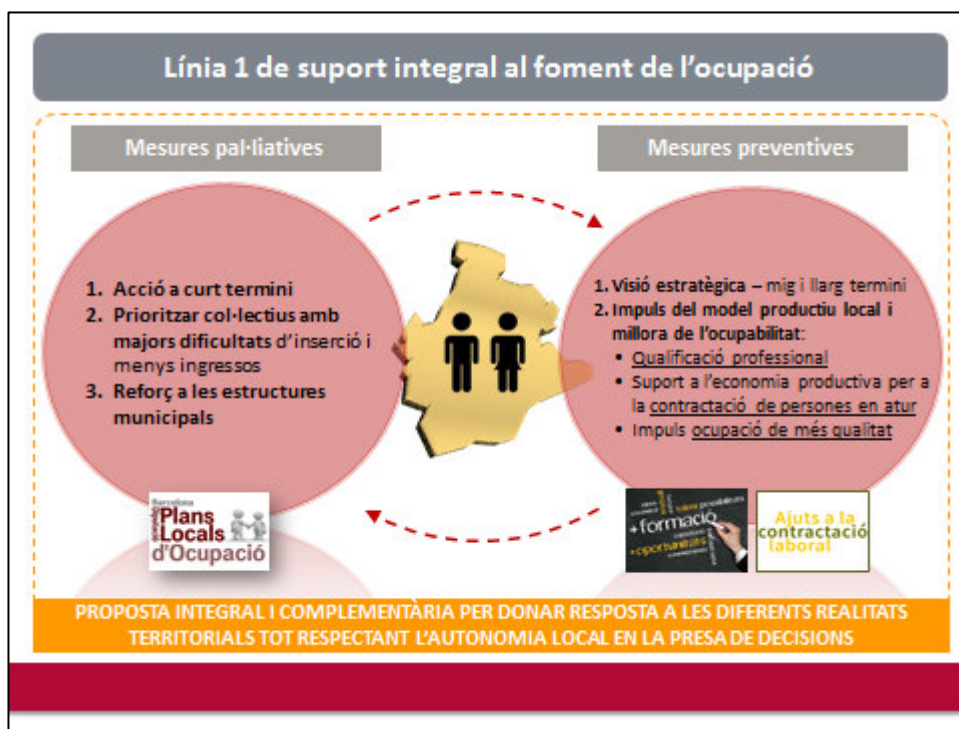 Línia 1 de suport integral al foment de l'ocupació
Mesures pal·liatives
1. Acció a curt termini
2. Prioritzar col·lectius amb
majors dificultats d'inserció i
menys ingressos
3. Reforç a les estructures
municipals
Plans
Locals
d'Ocupació
Mesures preventives
1. Visió estratègica – mig i llarg termini
2. Impuls del model productiu local i
millora de l'ocupabilitat:
• Qualificació professional
• Suport a l'economia productiva per a
la contractació de persones en atur
• Impuls ocupació de més qualitat
+formació
+oportunitats
Ajuts a la
contractació
laboral
PROPOSTA INTEGRAL I COMPLEMENTÀRIA PER DONAR RESPOSTA A LES DIFERENTS REALITATS
TERRITORIALS TOT RESPECTANT L'AUTONOMIA LOCAL EN LA PRESA DE DECISIONS